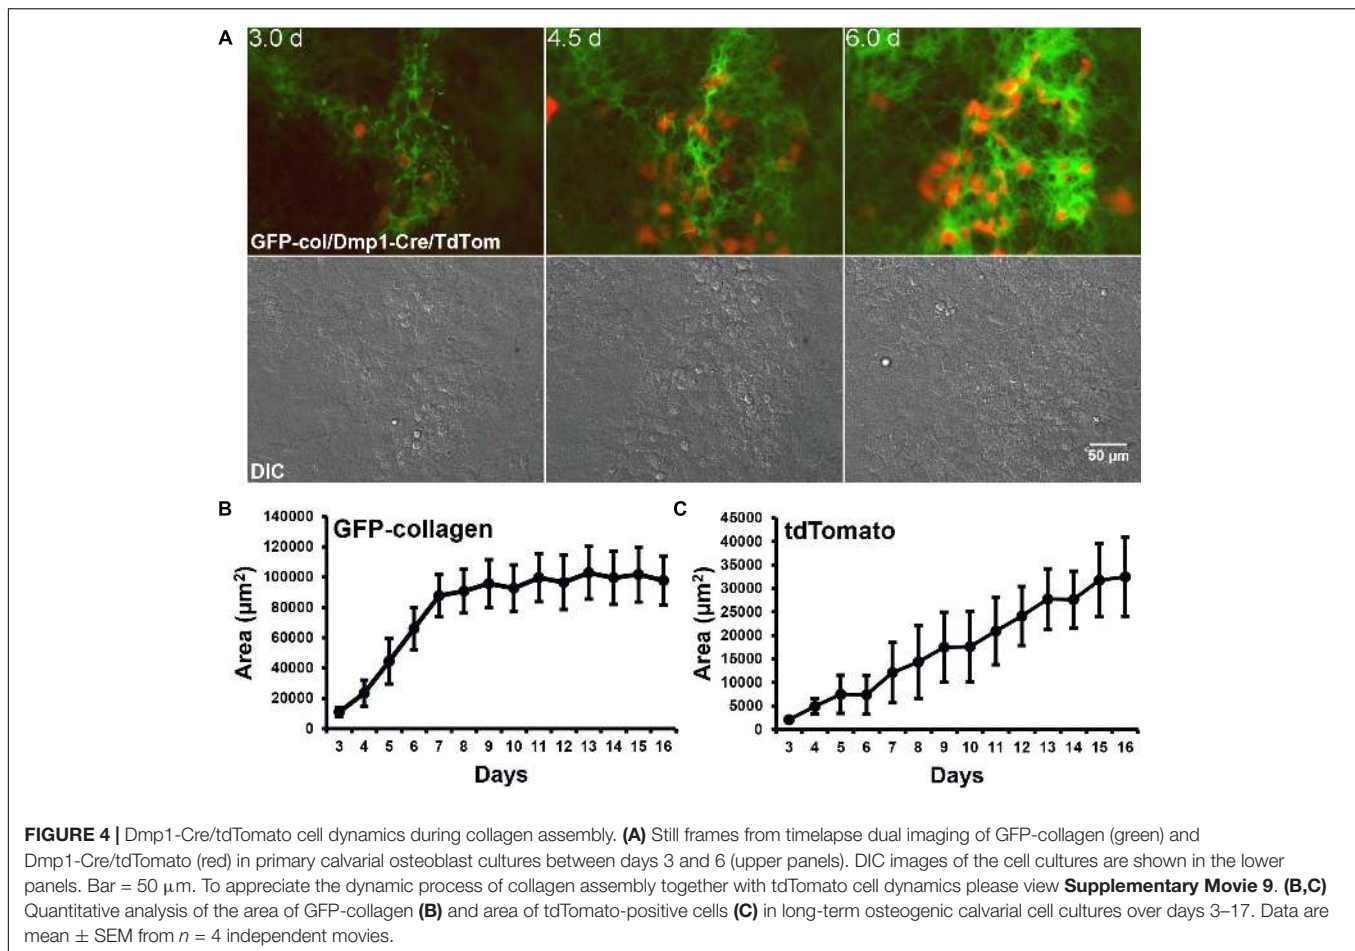 A
3.0 d
4.5 d
6.0 d
GFP-col/Dmp1-Cre/TdTom
DIC
50 µm
B
GFP-collagen
140000
120000
100000
80000
60000
40000
20000
0
Area (µm²)
3 4 5 6 7 8 9 10 11 12 13 14 15 16
Days
C
tdTomato
45000
40000
35000
30000
25000
20000
15000
10000
5000
0
Area (µm²)
3 4 5 6 7 8 9 10 11 12 13 14 15 16
Days
FIGURE 4 | Dmp1-Cre/tdTomato cell dynamics during collagen assembly. (A) Still frames from timelapse dual imaging of GFP-collagen (green) and
Dmp1-Cre/tdTomato (red) in primary calvarial osteoblast cultures between days 3 and 6 (upper panels). DIC images of the cell cultures are shown in the lower
panels. Bar = 50 µm. To appreciate the dynamic process of collagen assembly together with tdTomato cell dynamics please view Supplementary Movie 9. (B,C)
Quantitative analysis of the area of GFP-collagen (B) and area of tdTomato-positive cells (C) in long-term osteogenic calvarial cell cultures over days 3–17. Data are
mean ± SEM from n = 4 independent movies.